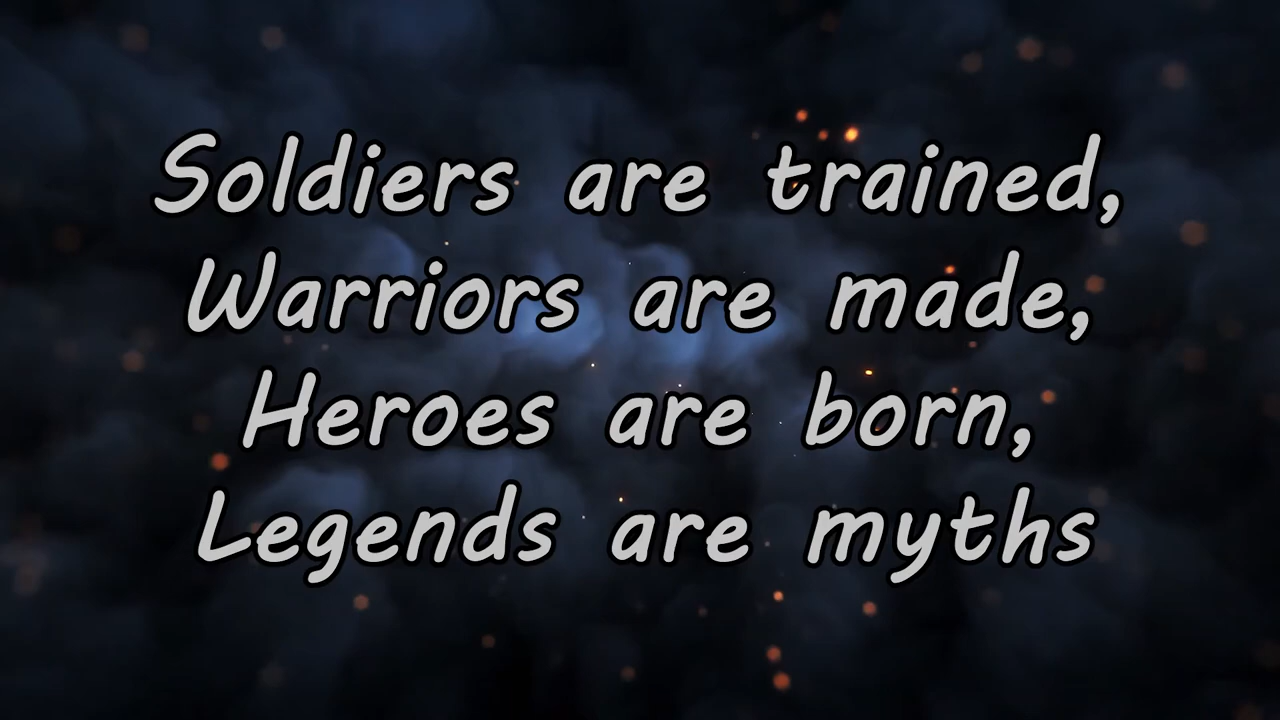 Soldiers are trained,
Warriors are made,
Heroes are born,
Legends are myths